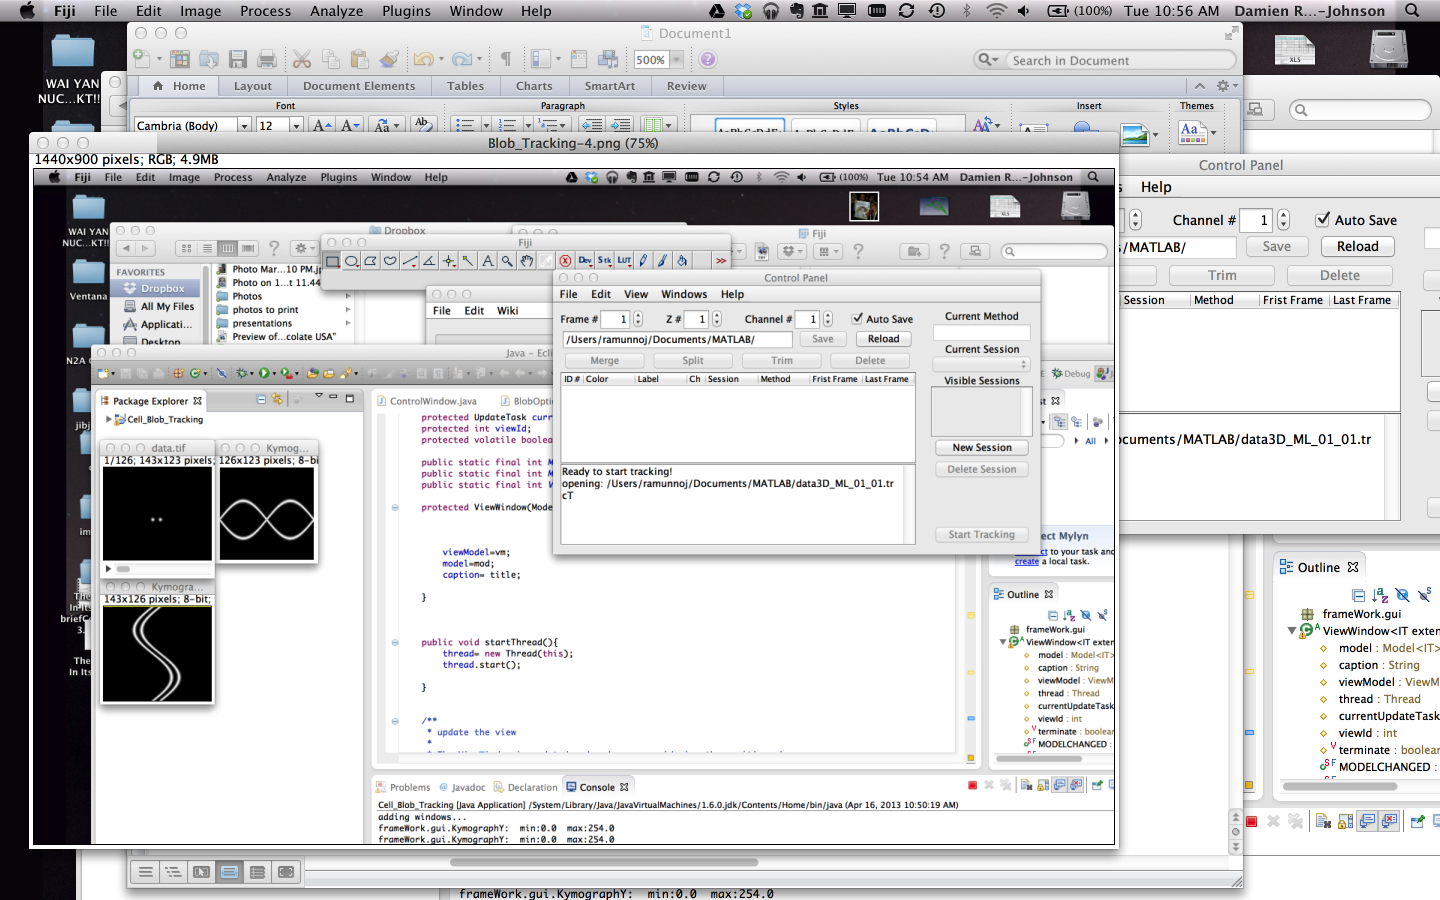 Fiji File Edit Image Process Analyze Plugins Window Help (100%) Tue 10:56 AM Damien R...-Johnson
Document1
WAI YAN
NUC...KT!!
XLS
500%
Search in Document
Home Layout Document Elements Tables Charts SmartArt Review
Font Paragraph Styles Insert Themes
Cambria (Body) 12
Blob_Tracking-4.png (75%)
1440x900 pixels; RGB; 4.9MB
Fiji File Edit Image Process Analyze Plugins Window Help (100%) Tue 10:54 AM Damien R...-Johnson
WAI YAN
NUC...KT!!
Ventana
N2A
jibj
im
The
In Its
briefC
3.
The
In Its
XLS
Dropbox
Fiji
FAVORITES
Dropbox
All My Files
Applicati...
Desktop
Photo Mar...10 PM.jp
Photo on 1...t 11.44
Photos
photos to print
presentations
Preview of...colate USA"
Fiji
Dev Stk LUT >>
File Edit Wiki
Control Panel
File Edit View Windows Help
Frame # 1 Z # 1 Channel # 1 Auto Save
/Users/ramunnoj/Documents/MATLAB/ Save Reload
Merge Split Trim Delete
ID # Color Label Ch Session Method Frist Frame Last Frame
Ready to start tracking!
opening: /Users/ramunnoj/Documents/MATLAB/data3D_ML_01_01.tr
cT
Current Method
Current Session
Visible Sessions
New Session
Delete Session
Start Tracking
Java - Ecli
Debug
Package Explorer
Cell_Blob_Tracking
data.tif
1/126; 143x123 pixels;
Kymog...
126x123 pixels; 8-bi
Kymogra...
143x126 pixels; 8-bit;
ControlWindow.java BlobOptio
protected UpdateTask curr
protected int viewId;
protected volatile boolea
public static final int M
public static final int M
public static final int V
protected ViewWindow(Mode
viewModel=vm;
model=mod;
caption= title;
}
public void startThread(){
thread= new Thread(this);
thread.start();
}
/**
* update the view
*
All
ect Mylyn
ect to your task and
create a local task.
Outline
frameWork.gui
ViewWindow<IT exter
model : Model<IT>
caption : String
viewModel : ViewM
thread : Thread
currentUpdateTask
viewId : int
terminate : boolear
MODELCHANGED :
Problems @ Javadoc Declaration Console
Cell_Blob_Tracking [Java Application] /System/Library/Java/JavaVirtualMachines/1.6.0.jdk/Contents/Home/bin/java (Apr 16, 2013 10:50:19 AM)
adding windows...
frameWork.gui.KymographY: min:0.0 max:254.0
frameWork.gui.KymographY: min:0.0 max:254.0
Control Panel
s Help
Channel # 1 Auto Save
s/MATLAB/ Save Reload
Trim Delete
Session Method Frist Frame Last Frame
ocuments/MATLAB/data3D_ML_01_01.tr
Outline
frameWork.gui
ViewWindow<IT exten
model : Model<IT>
caption : String
viewModel : ViewM
thread : Thread
currentUpdateTask
viewId : int
terminate : boolean
MODELCHANGED :
frameWork.gui.KymographY: min:0.0 max:254.0